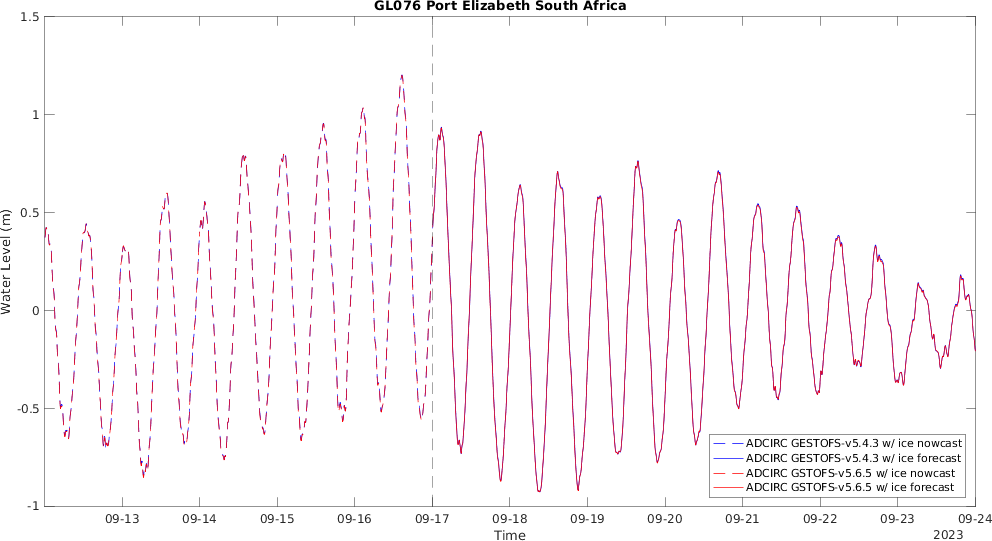 GL076 Port Elizabeth South Africa
1.5
1
0.5
0
-0.5
-1
Water Level (m)
ADCIRC GESTOFS-v5.4.3 w/ ice nowcast
ADCIRC GESTOFS-v5.4.3 w/ ice forecast
ADCIRC GSTOFS-v5.6.5 w/ ice nowcast
ADCIRC GSTOFS-v5.6.5 w/ ice forecast
09-13 09-14 09-15 09-16 09-17 09-18 09-19 09-20 09-21 09-22 09-23 09-24
Time
2023